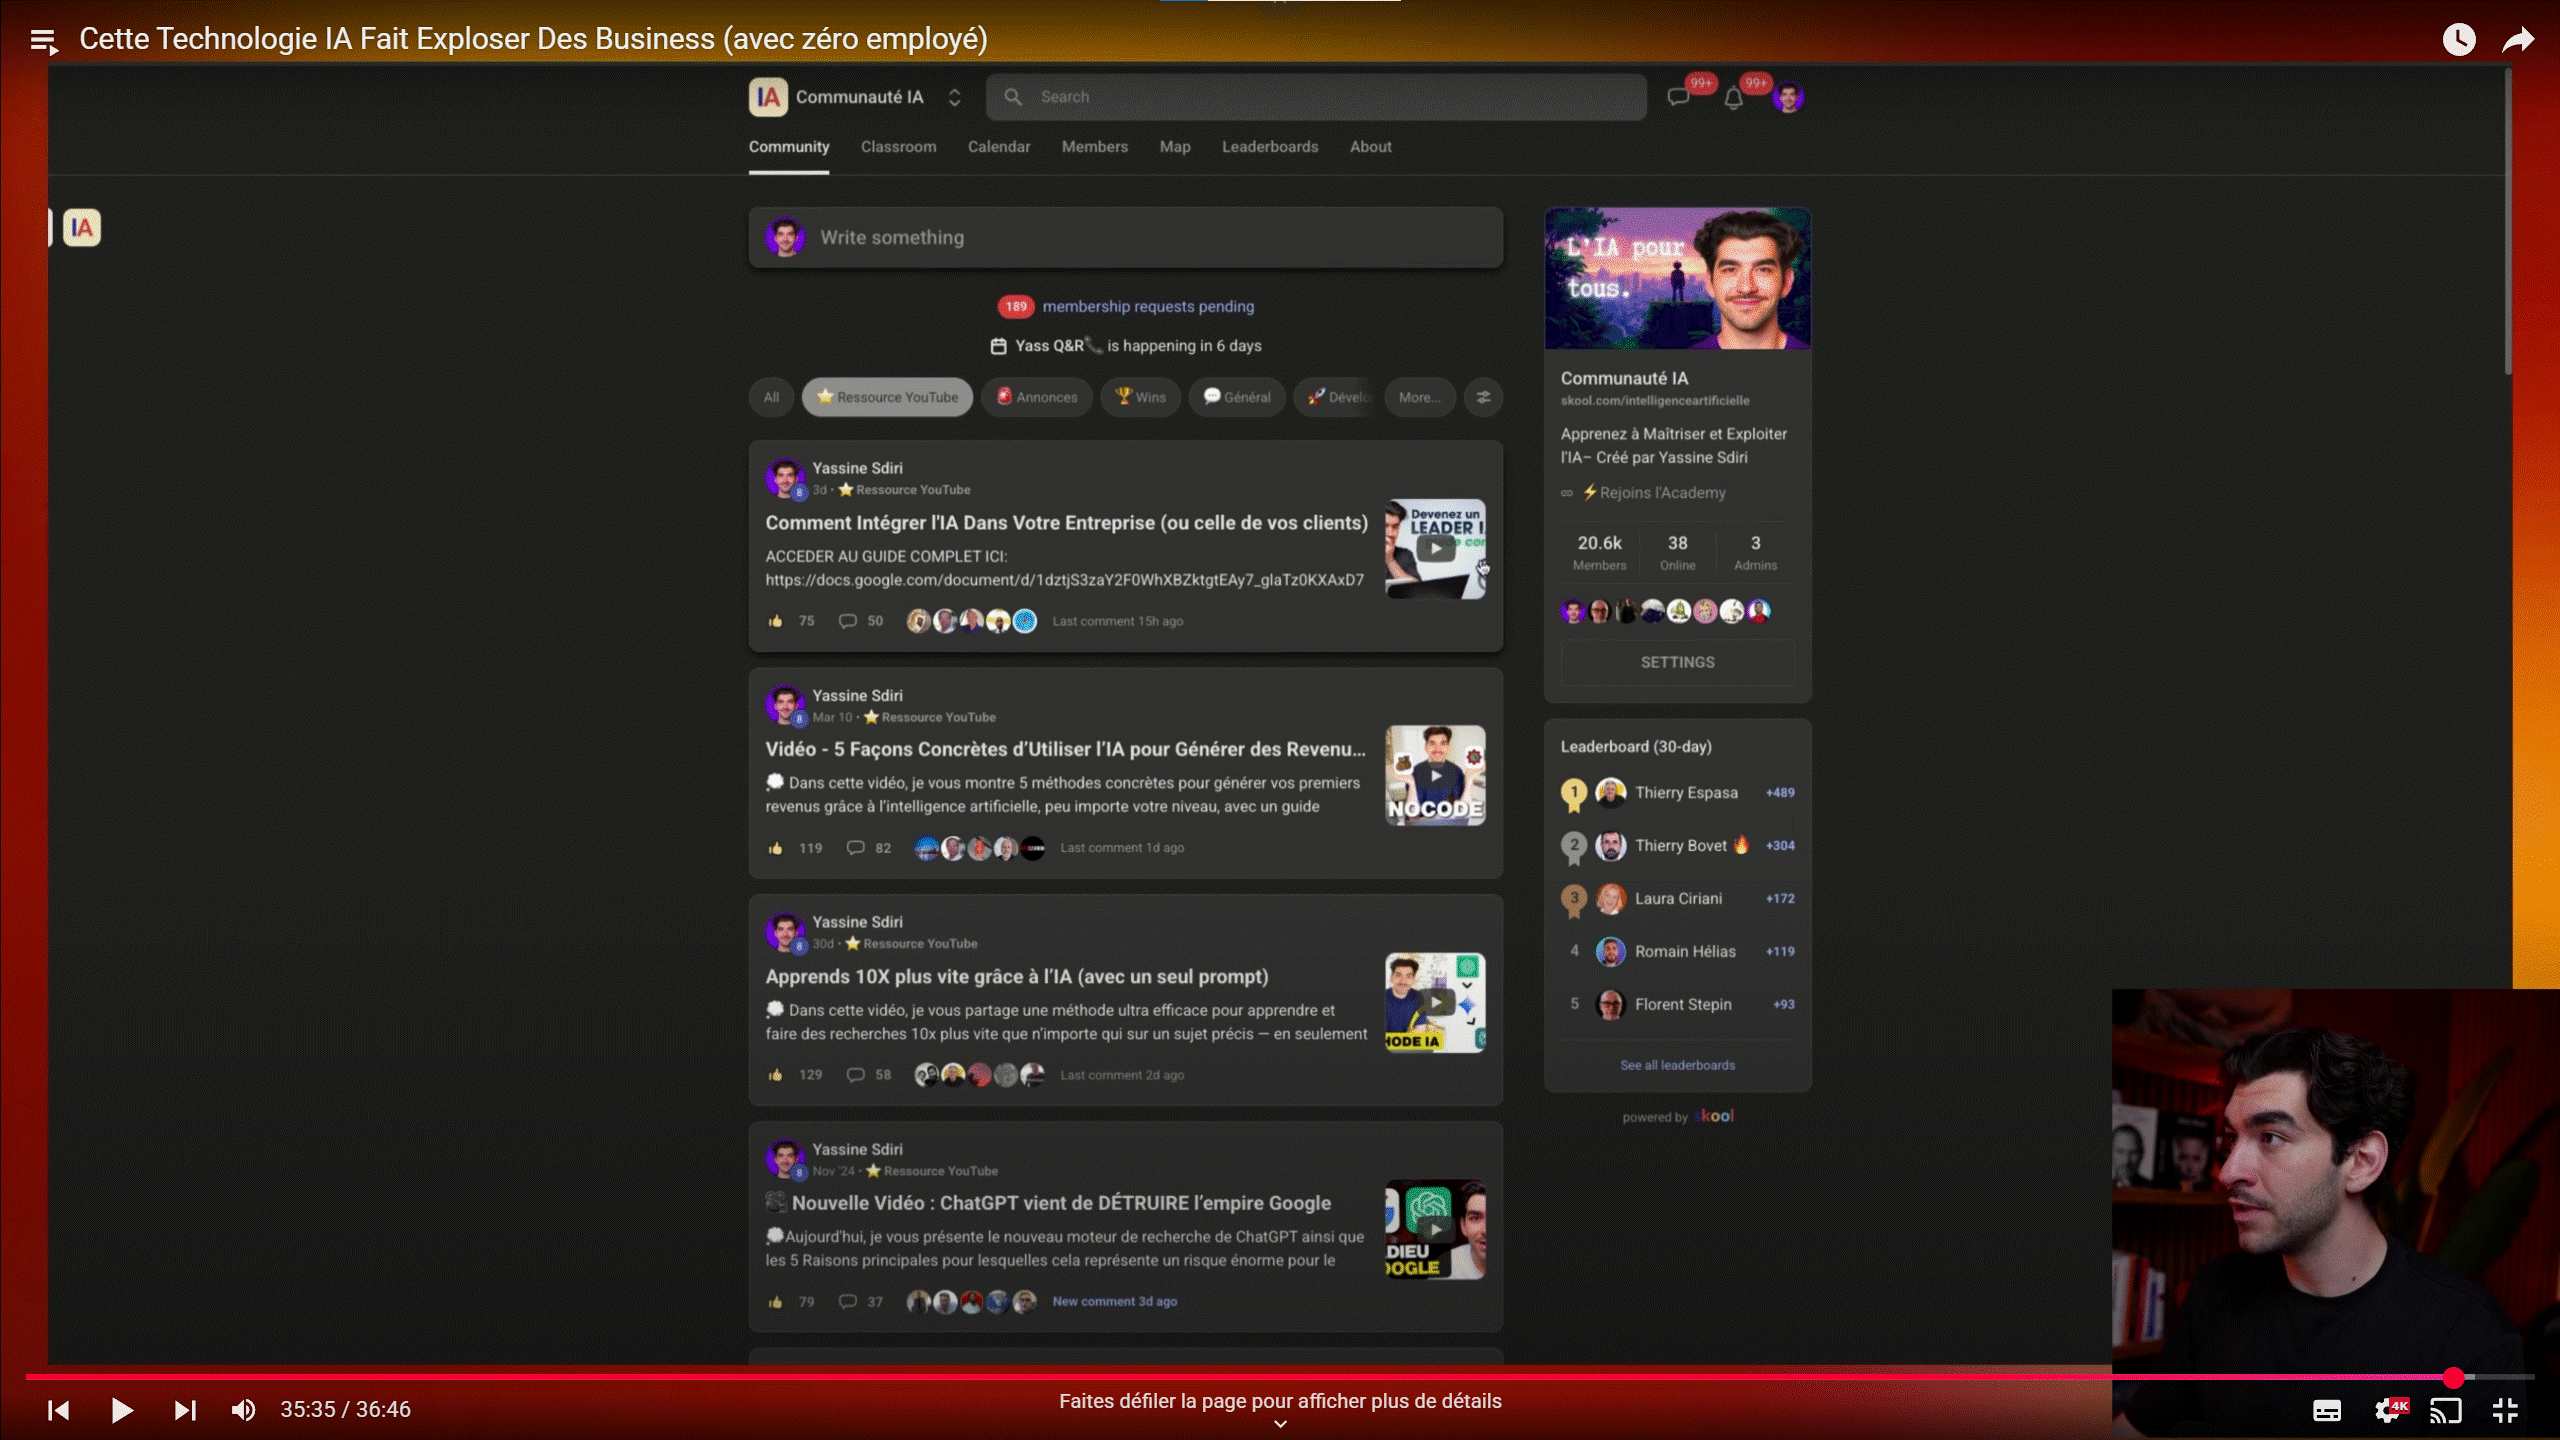 Cette Technologie IA Fait Exploser Des Business (avec zéro employé)
IA Communauté IA
Search
99+
99+
Community Classroom Calendar Members Map Leaderboards About
IA
Write something
189 membership requests pending
Yass Q&R📞 is happening in 6 days
All
⭐ Ressource YouTube
🚨 Annonces
🏆 Wins
💬 Général
🚀 Dévelo
More...
Yassine Sdiri
8 3d • ⭐ Ressource YouTube
Comment Intégrer l'IA Dans Votre Entreprise (ou celle de vos clients)
ACCEDER AU GUIDE COMPLET ICI:
https://docs.google.com/document/d/1dztjS3zaY2F0WhXBZktgtEAy7_glaTz0KXAxD7
Devenez un
LEADER I
75 50 Last comment 15h ago
Yassine Sdiri
8 Mar 10 • ⭐ Ressource YouTube
Vidéo - 5 Façons Concrètes d’Utiliser l’IA pour Générer des Revenu...
💭 Dans cette vidéo, je vous montre 5 méthodes concrètes pour générer vos premiers
revenus grâce à l’intelligence artificielle, peu importe votre niveau, avec un guide
NOCODE
119 82 Last comment 1d ago
Yassine Sdiri
8 30d • ⭐ Ressource YouTube
Apprends 10X plus vite grâce à l’IA (avec un seul prompt)
💭 Dans cette vidéo, je vous partage une méthode ultra efficace pour apprendre et
faire des recherches 10x plus vite que n’importe qui sur un sujet précis — en seulement
HODE IA
129 58 Last comment 2d ago
Yassine Sdiri
8 Nov '24 • ⭐ Ressource YouTube
Nouvelle Vidéo : ChatGPT vient de DÉTRUIRE l’empire Google
💭Aujourd'hui, je vous présente le nouveau moteur de recherche de ChatGPT ainsi que
les 5 Raisons principales pour lesquelles cela représente un risque énorme pour le
DIEU
OOGLE
79 37 New comment 3d ago
L'IA pour
tous.
Communauté IA
skool.com/intelligenceartificielle
Apprenez à Maîtriser et Exploiter
l'IA– Créé par Yassine Sdiri
⚡Rejoins l'Academy
20.6k 38 3
Members Online Admins
SETTINGS
Leaderboard (30-day)
1 Thierry Espasa +489
2 Thierry Bovet 🔥 +304
3 Laura Ciriani +172
4 Romain Hélias +119
5 Florent Stepin +93
See all leaderboards
powered by skool
35:35 / 36:46
Faites défiler la page pour afficher plus de détails
4K